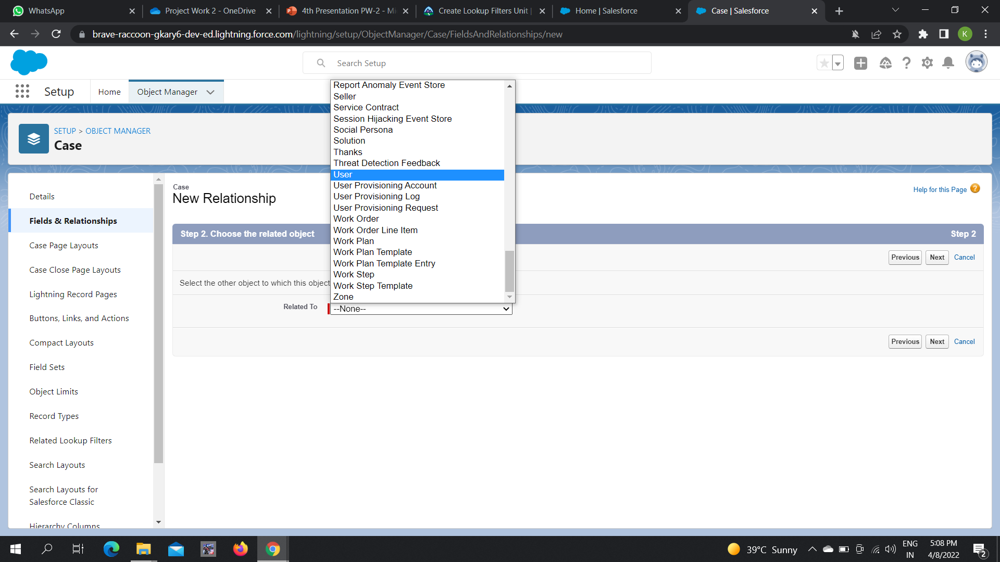 WhatsApp
Project Work 2 - OneDrive
4th Presentation PW-2 - Mi
Create Lookup Filters Unit |
Home | Salesforce
Case | Salesforce
brave-raccoon-gkary6-dev-ed.lightning.force.com/lightning/setup/ObjectManager/Case/FieldsAndRelationships/new
K
Search Setup
Setup
Home
Object Manager
SETUP > OBJECT MANAGER
Case
Details
Fields & Relationships
Case Page Layouts
Case Close Page Layouts
Lightning Record Pages
Buttons, Links, and Actions
Compact Layouts
Field Sets
Object Limits
Record Types
Related Lookup Filters
Search Layouts
Search Layouts for
Salesforce Classic
Hierarchy Columns
Case
New Relationship
Help for this Page
Step 2. Choose the related object
Step 2
Previous
Next
Cancel
Select the other object to which this object
Related To
--None--
Report Anomaly Event Store
Seller
Service Contract
Session Hijacking Event Store
Social Persona
Solution
Thanks
Threat Detection Feedback
User
User Provisioning Account
User Provisioning Log
User Provisioning Request
Work Order
Work Order Line Item
Work Plan
Work Plan Template
Work Plan Template Entry
Work Step
Work Step Template
Zone
Previous
Next
Cancel
39°C Sunny
ENG
IN
5:08 PM
4/8/2022
2